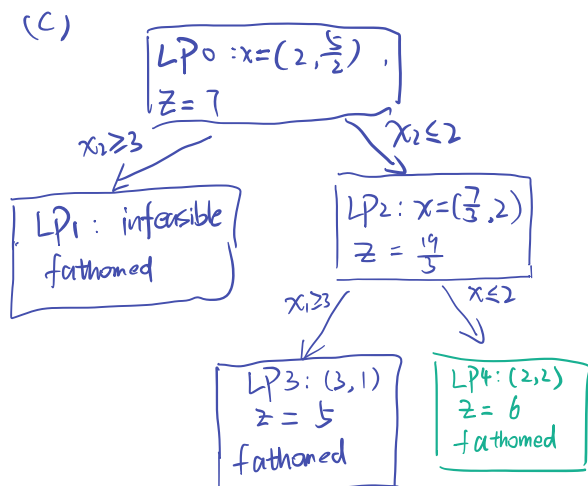 (C)
LP0 : x=(2, 5/2) .
Z = 7
x₂≥3
x₂≤2
LP1 : infeasible
fathomed
LP2 : x=(7/3, 2)
Z = 19/3
x₁≥3
x≤2
LP3 : (3, 1)
z = 5
fathomed
LP4 : (2,2)
Z = 6
fathomed